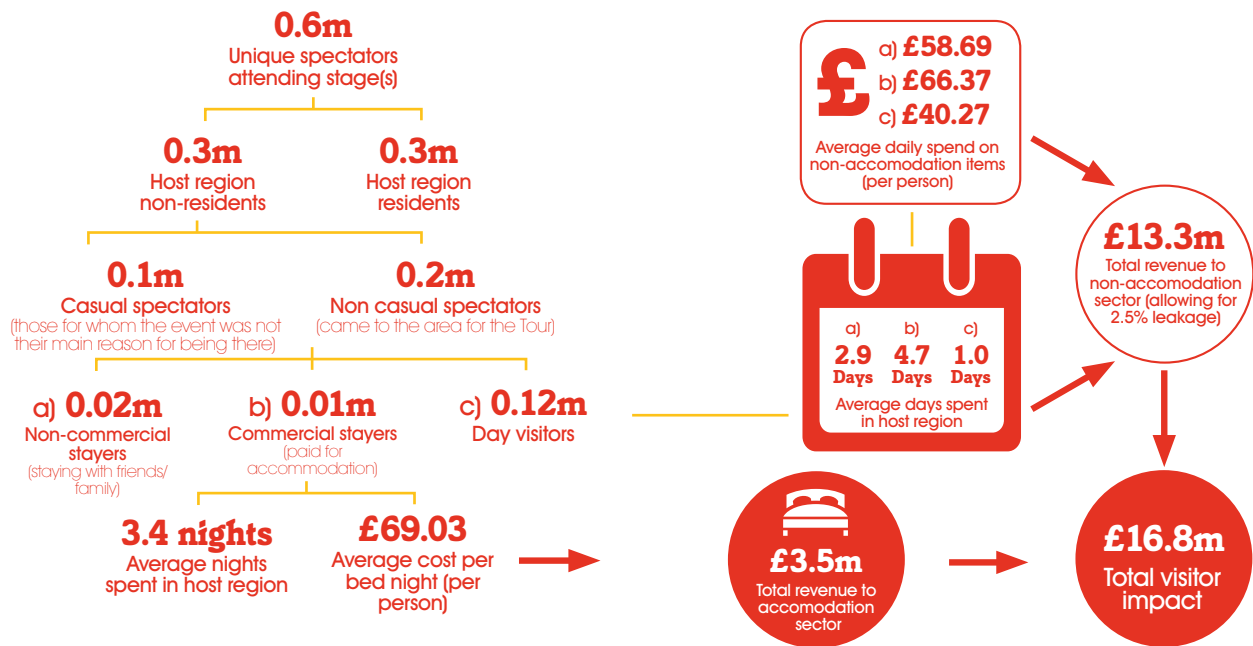 0.6m
Unique spectators
attending stage(s)
0.3m
Host region
non-residents
0.3m
Host region
residents
0.1m
Casual spectators
(those for whom the event was not
their main reason for being there)
0.2m
Non casual spectators
(came to the area for the Tour)
a) 0.02m
Non-commercial
stayers
(staying with friends/
family)
b) 0.01m
Commercial stayers
(paid for
accommodation)
c) 0.12m
Day visitors
3.4 nights
Average nights
spent in host region
£69.03
Average cost per
bed night (per
person)
£
a) £58.69
b) £66.37
c) £40.27
Average daily spend on
non-accomodation items
(per person)
a) b) c)
2.9 4.7 1.0
Days Days Days
Average days spent
in host region
£13.3m
Total revenue to
non-accomodation
sector (allowing for
2.5% leakage)
£3.5m
Total revenue to
accomodation
sector
£16.8m
Total visitor
impact